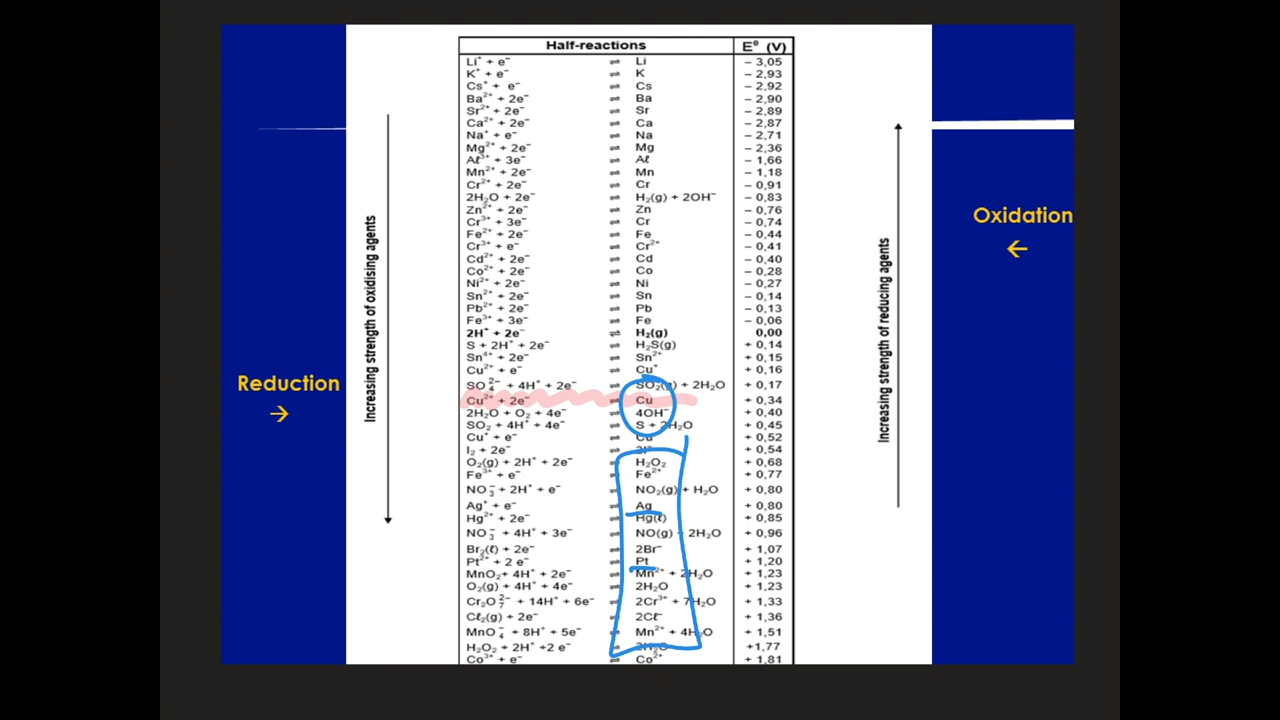 Half-reactions E⁰ (V)
Li⁺ + e⁻ ⇌ Li – 3,05
K⁺ + e⁻ ⇌ K – 2,93
Cs⁺ + e⁻ ⇌ Cs – 2,92
Ba²⁺ + 2e⁻ ⇌ Ba – 2,90
Sr²⁺ + 2e⁻ ⇌ Sr – 2,89
Ca²⁺ + 2e⁻ ⇌ Ca – 2,87
Na⁺ + e⁻ ⇌ Na – 2,71
Mg²⁺ + 2e⁻ ⇌ Mg – 2,36
Aℓ³⁺ + 3e⁻ ⇌ Aℓ – 1,66
Mn²⁺ + 2e⁻ ⇌ Mn – 1,18
Cr²⁺ + 2e⁻ ⇌ Cr – 0,91
2H₂O + 2e⁻ ⇌ H₂(g) + 2OH⁻ – 0,83
Zn²⁺ + 2e⁻ ⇌ Zn – 0,76
Cr³⁺ + 3e⁻ ⇌ Cr – 0,74
Fe²⁺ + 2e⁻ ⇌ Fe – 0,44
Cr³⁺ + e⁻ ⇌ Cr²⁺ – 0,41
Cd²⁺ + 2e⁻ ⇌ Cd – 0,40
Co²⁺ + 2e⁻ ⇌ Co – 0,28
Ni²⁺ + 2e⁻ ⇌ Ni – 0,27
Sn²⁺ + 2e⁻ ⇌ Sn – 0,14
Pb²⁺ + 2e⁻ ⇌ Pb – 0,13
Fe³⁺ + 3e⁻ ⇌ Fe – 0,06
2H⁺ + 2e⁻ ⇌ H₂(g) 0,00
S + 2H⁺ + 2e⁻ ⇌ H₂S(g) + 0,14
Sn⁴⁺ + 2e⁻ ⇌ Sn²⁺ + 0,15
Cu²⁺ + e⁻ ⇌ Cu⁺ + 0,16
SO₄²⁻ + 4H⁺ + 2e⁻ ⇌ SO₂(g) + 2H₂O + 0,17
Cu²⁺ + 2e⁻ ⇌ Cu + 0,34
2H₂O + O₂ + 4e⁻ ⇌ 4OH⁻ + 0,40
SO₂ + 4H⁺ + 4e⁻ ⇌ S + 2H₂O + 0,45
Cu⁺ + e⁻ ⇌ Cu + 0,52
I₂ + 2e⁻ ⇌ 2I⁻ + 0,54
O₂(g) + 2H⁺ + 2e⁻ ⇌ H₂O₂ + 0,68
Fe³⁺ + e⁻ ⇌ Fe²⁺ + 0,77
NO₃⁻ + 2H⁺ + e⁻ ⇌ NO₂(g) + H₂O + 0,80
Ag⁺ + e⁻ ⇌ Ag + 0,80
Hg²⁺ + 2e⁻ ⇌ Hg(ℓ) + 0,85
NO₃⁻ + 4H⁺ + 3e⁻ ⇌ NO(g) + 2H₂O + 0,96
Br₂(ℓ) + 2e⁻ ⇌ 2Br⁻ + 1,07
Pt²⁺ + 2 e⁻ ⇌ Pt + 1,20
MnO₂ + 4H⁺ + 2e⁻ ⇌ Mn²⁺ + 2H₂O + 1,23
O₂(g) + 4H⁺ + 4e⁻ ⇌ 2H₂O + 1,23
Cr₂O₇²⁻ + 14H⁺ + 6e⁻ ⇌ 2Cr³⁺ + 7H₂O + 1,33
Cℓ₂(g) + 2e⁻ ⇌ 2Cℓ⁻ + 1,36
MnO₄⁻ + 8H⁺ + 5e⁻ ⇌ Mn²⁺ + 4H₂O + 1,51
H₂O₂ + 2H⁺ +2 e⁻ ⇌ 2H₂O +1,77
Co³⁺ + e⁻ ⇌ Co²⁺ + 1,81
Increasing strength of oxidising agents
Increasing strength of reducing agents
Reduction
→
Oxidation
←